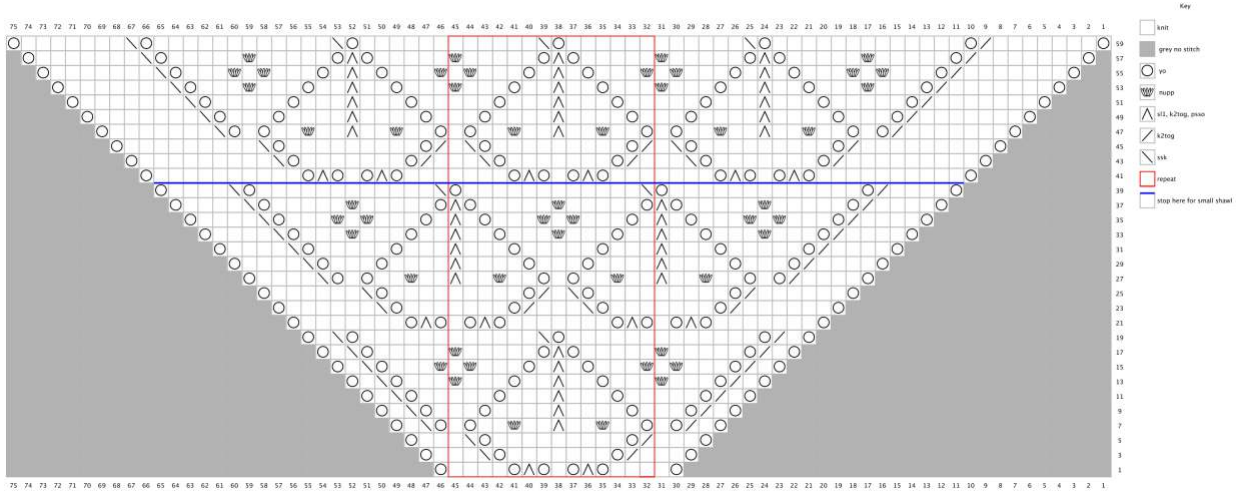 Key
75 74 73 72 71 70 69 68 67 66 65 64 63 62 61 60 59 58 57 56 55 54 53 52 51 50 49 48 47 46 45 44 43 42 41 40 39 38 37 36 35 34 33 32 31 30 29 28 27 26 25 24 23 22 21 20 19 18 17 16 15 14 13 12 11 10 9 8 7 6 5 4 3 2 1
knit
grey no stitch
yo
nupp
sl1, k2tog, psso
k2tog
ssk
repeat
stop here for small shawl
59
57
55
53
51
49
47
45
43
41
39
37
35
33
31
29
27
25
23
21
19
17
15
13
11
9
7
5
3
1
75 74 73 72 71 70 69 68 67 66 65 64 63 62 61 60 59 58 57 56 55 54 53 52 51 50 49 48 47 46 45 44 43 42 41 40 39 38 37 36 35 34 33 32 31 30 29 28 27 26 25 24 23 22 21 20 19 18 17 16 15 14 13 12 11 10 9 8 7 6 5 4 3 2 1